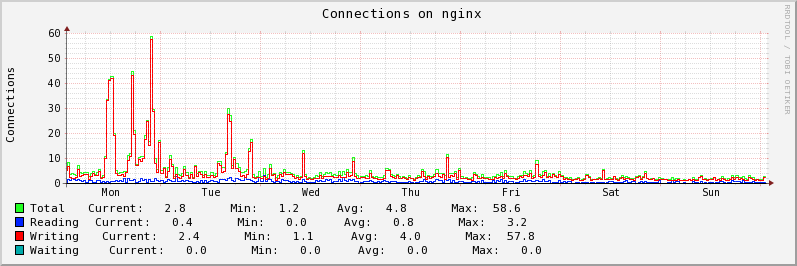 Connections on nginx
RRDTOOL / TOBI OETIKER
Connections
60
50
40
30
20
10
0
Mon Tue Wed Thu Fri Sat Sun
Total Current: 2.8 Min: 1.2 Avg: 4.8 Max: 58.6
Reading Current: 0.4 Min: 0.0 Avg: 0.8 Max: 3.2
Writing Current: 2.4 Min: 1.1 Avg: 4.0 Max: 57.8
Waiting Current: 0.0 Min: 0.0 Avg: 0.0 Max: 0.0